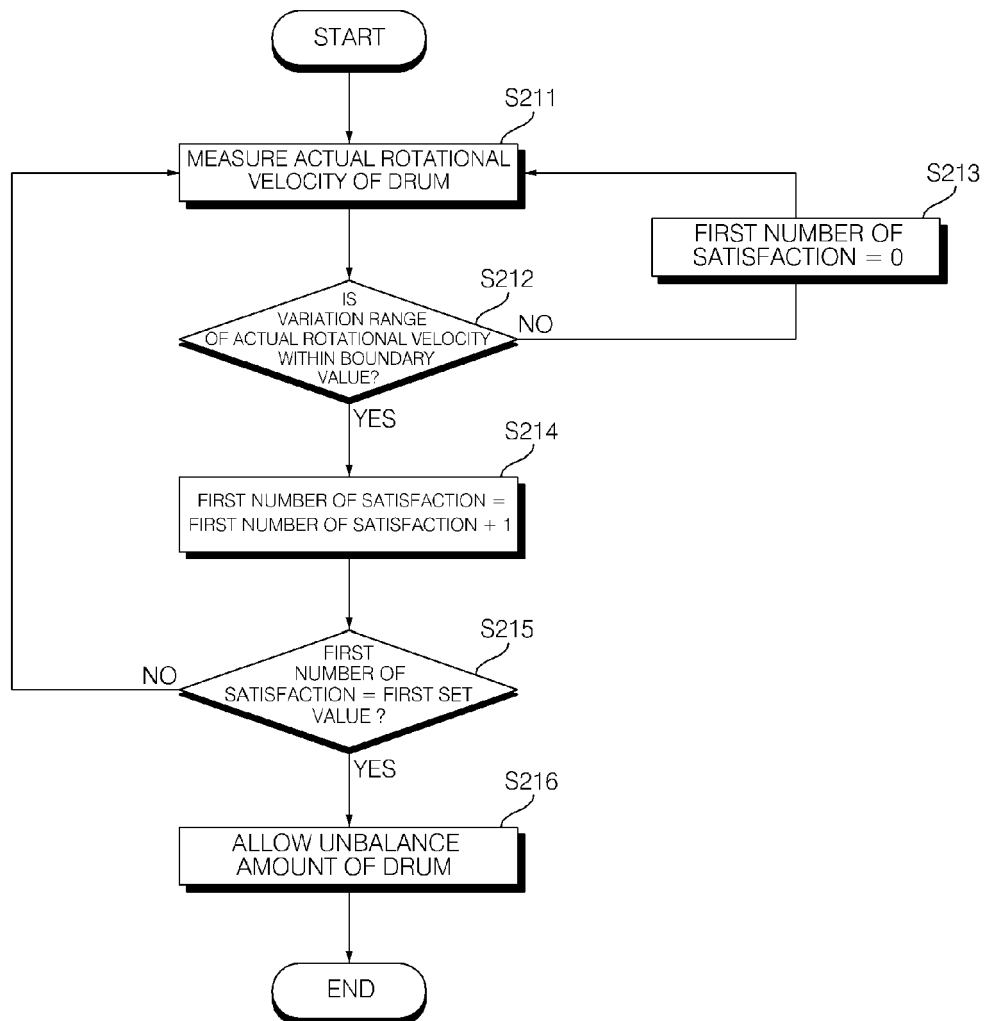 START
S211
MEASURE ACTUAL ROTATIONAL
VELOCITY OF DRUM
S213
FIRST NUMBER OF
SATISFACTION = 0
S212
IS
VARIATION RANGE
OF ACTUAL ROTATIONAL VELOCITY
WITHIN BOUNDARY
VALUE?
NO
YES
S214
FIRST NUMBER OF SATISFACTION =
FIRST NUMBER OF SATISFACTION + 1
S215
FIRST
NUMBER OF
SATISFACTION = FIRST SET
VALUE ?
NO
YES
S216
ALLOW UNBALANCE
AMOUNT OF DRUM
END